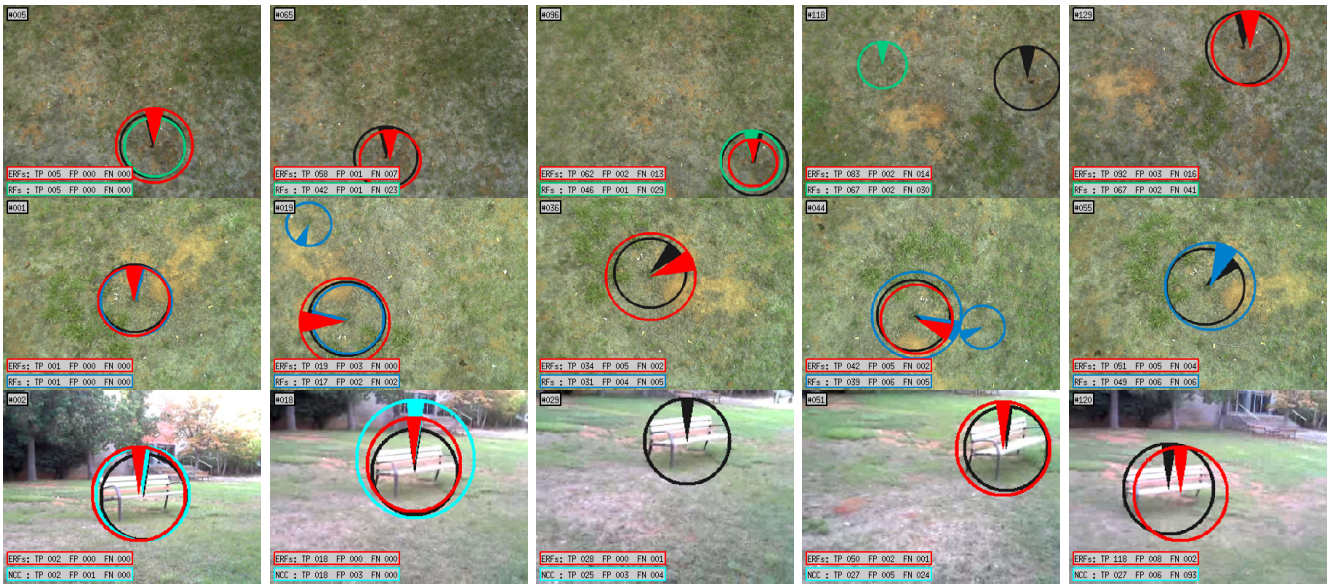 #005
ERFs: TP 005 FP 000 FN 000
RFs : TP 005 FP 000 FN 000
#065
ERFs: TP 058 FP 001 FN 007
RFs : TP 042 FP 001 FN 023
#096
ERFs: TP 062 FP 002 FN 013
RFs : TP 046 FP 001 FN 029
#118
ERFs: TP 083 FP 002 FN 014
RFs : TP 067 FP 002 FN 030
#129
ERFs: TP 092 FP 003 FN 016
RFs : TP 067 FP 002 FN 041
#001
ERFs: TP 001 FP 000 FN 000
RFs : TP 001 FP 000 FN 000
#019
ERFs: TP 019 FP 003 FN 000
RFs : TP 017 FP 002 FN 002
#036
ERFs: TP 034 FP 005 FN 002
RFs : TP 031 FP 004 FN 005
#044
ERFs: TP 042 FP 005 FN 002
RFs : TP 039 FP 006 FN 005
#055
ERFs: TP 051 FP 005 FN 004
RFs : TP 049 FP 006 FN 006
#002
ERFs: TP 002 FP 000 FN 000
NCC : TP 002 FP 001 FN 000
#018
ERFs: TP 018 FP 000 FN 000
NCC : TP 018 FP 003 FN 000
#029
ERFs: TP 028 FP 000 FN 001
NCC : TP 025 FP 003 FN 004
#051
ERFs: TP 050 FP 002 FN 001
NCC : TP 027 FP 005 FN 024
#120
ERFs: TP 118 FP 008 FN 002
NCC : TP 027 FP 006 FN 093